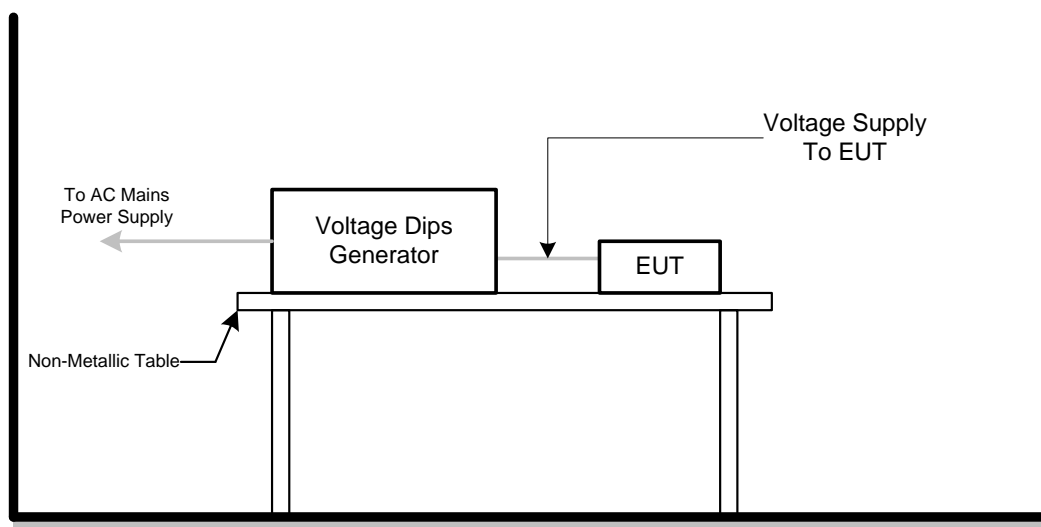 Voltage Supply
To EUT
To AC Mains
Power Supply
Voltage Dips
Generator
EUT
Non-Metallic Table